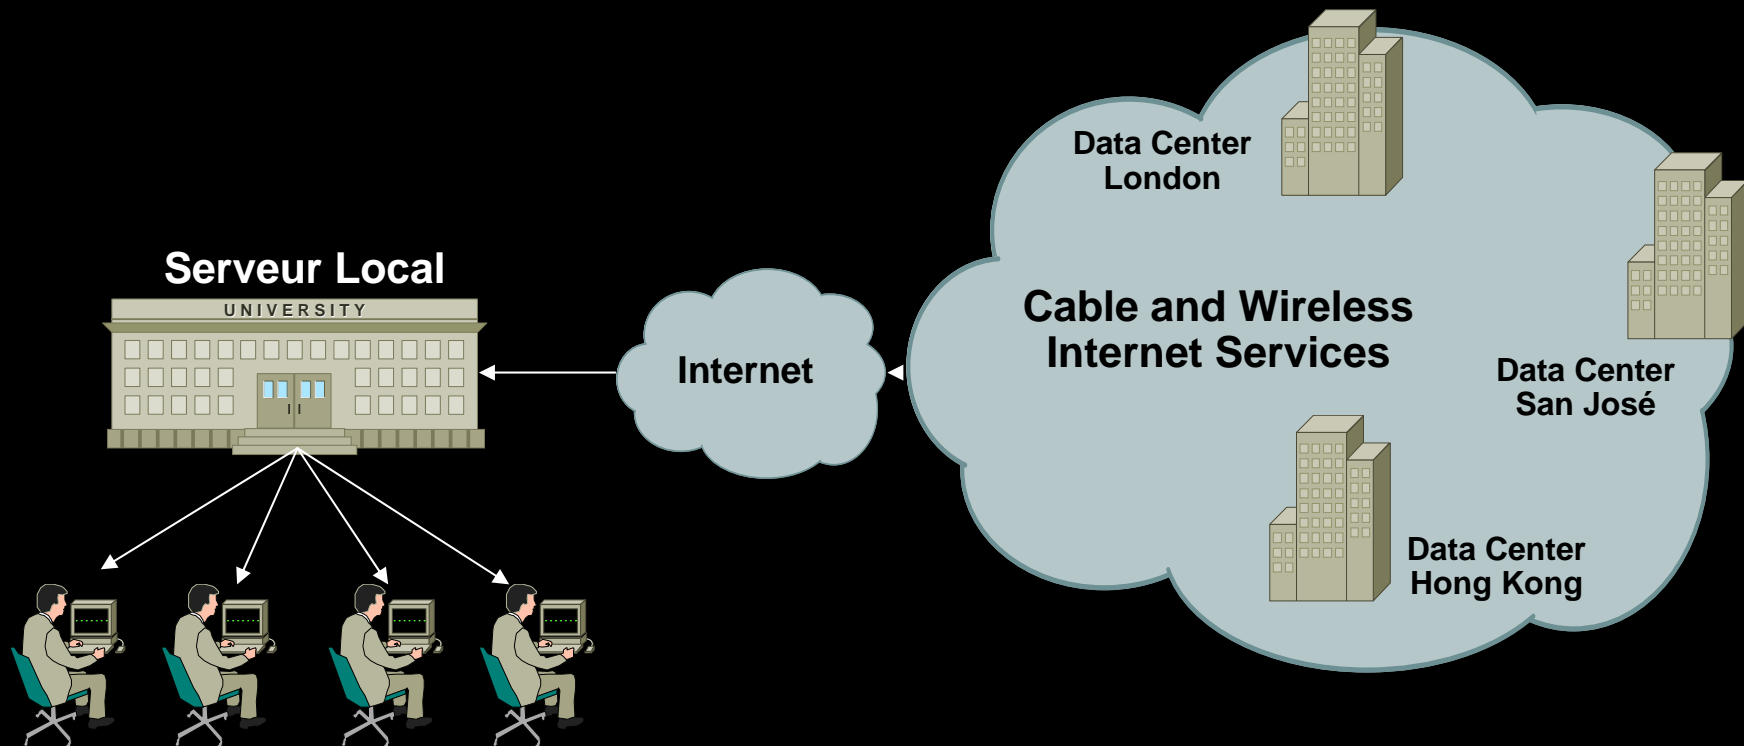 Serveur Local
UNIVERSITY
Internet
Cable and Wireless
Internet Services
Data Center
London
Data Center
San José
Data Center
Hong Kong